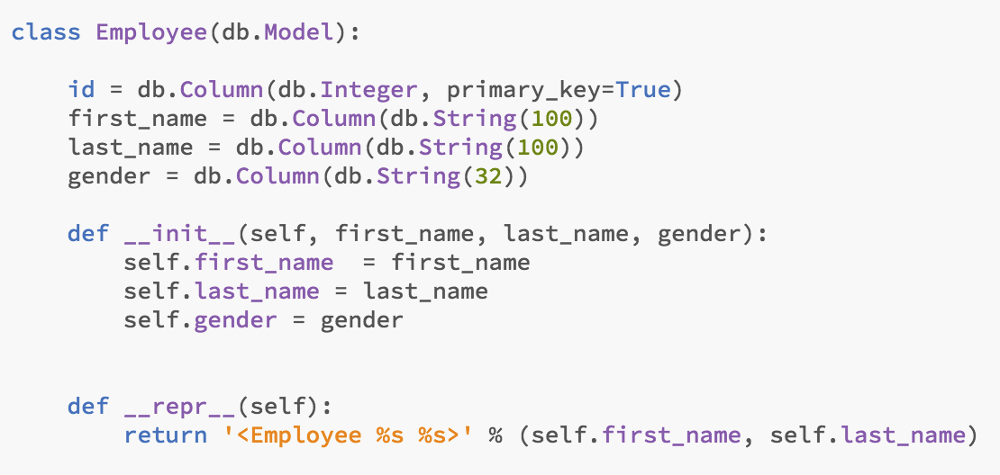 class Employee(db.Model):
    id = db.Column(db.Integer, primary_key=True)
    first_name = db.Column(db.String(100))
    last_name = db.Column(db.String(100))
    gender = db.Column(db.String(32))
    def __init__(self, first_name, last_name, gender):
        self.first_name  = first_name
        self.last_name = last_name
        self.gender = gender
    def __repr__(self):
        return '<Employee %s %s>' % (self.first_name, self.last_name)